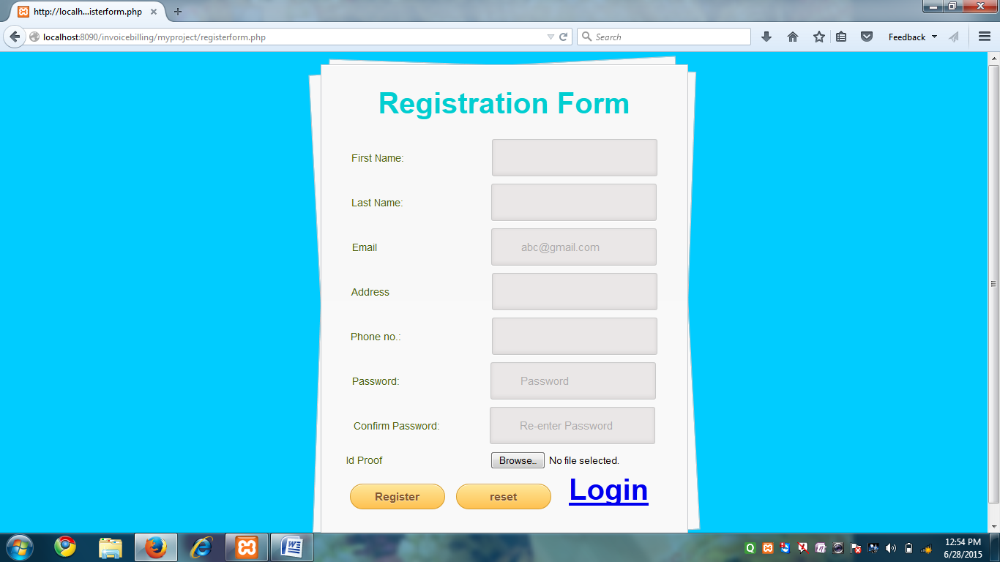 http://localh...isterform.php
localhost:8090/invoicebilling/myproject/registerform.php
Search
Feedback
Registration Form
First Name:
Last Name:
Email abc@gmail.com
Address
Phone no.:
Password: Password
Confirm Password: Re-enter Password
Id Proof Browse... No file selected.
Register reset Login
12:54 PM
6/28/2015